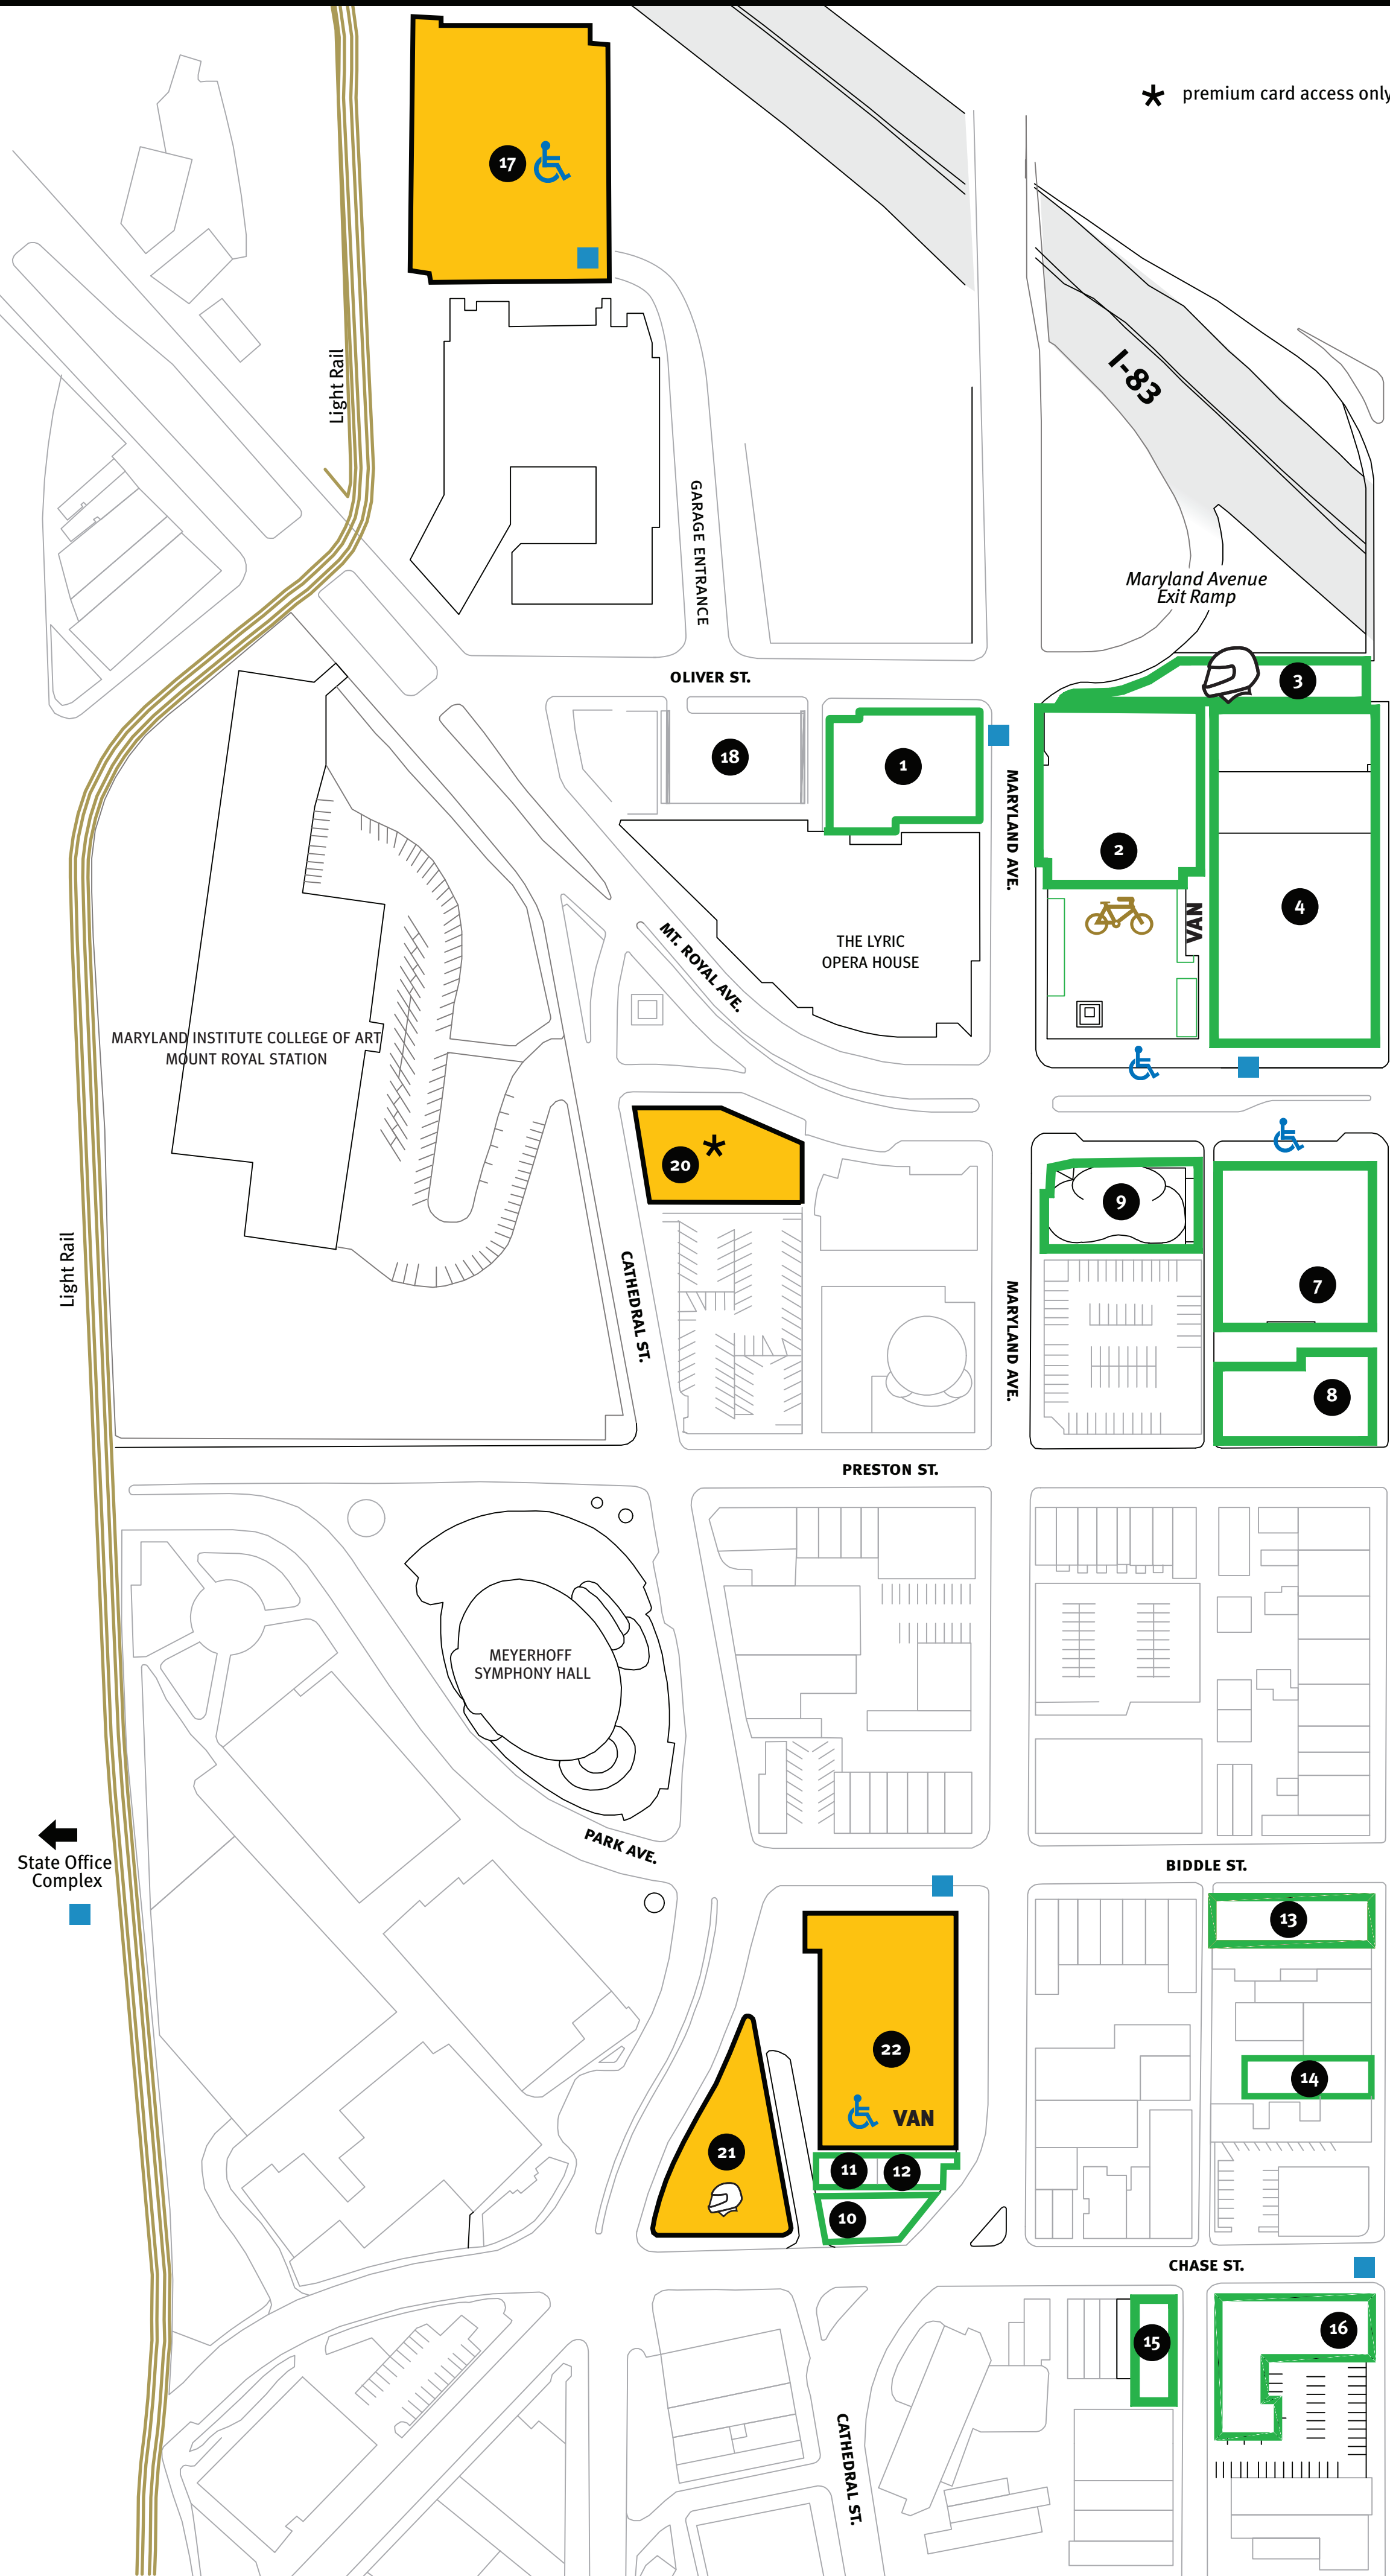 * premium card access only
17
Light Rail
I-83
GARAGE ENTRANCE
Maryland Avenue
Exit Ramp
OLIVER ST.
3
18
1
MARYLAND AVE.
2
4
VAN
THE LYRIC
OPERA HOUSE
MT. ROYAL AVE.
MARYLAND INSTITUTE COLLEGE OF ART
MOUNT ROYAL STATION
20 *
9
Light Rail
CATHEDRAL ST.
MARYLAND AVE.
7
8
PRESTON ST.
MEYERHOFF
SYMPHONY HALL
PARK AVE.
State Office
Complex
BIDDLE ST.
13
22
14
VAN
21
11
12
10
CHASE ST.
15
16
CATHEDRAL ST.